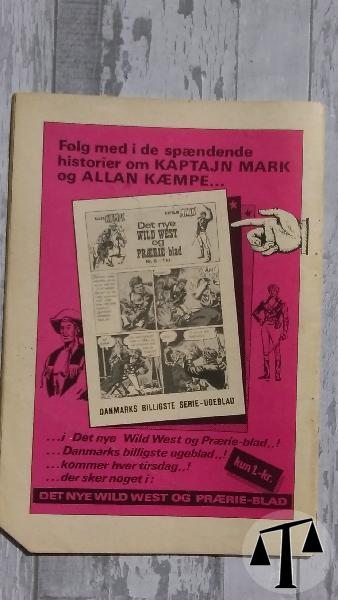 Følg med i de spændende
historier om KAPTAJN MARK
og ALLAN KÆMPE...
Det nye
WILD WEST
og
PRÆRIE-blad
DANMARKS BILLIGSTE SERIE-UGEBLAD
...i Det nye Wild West og Prærie-blad..!
...Danmarks billigste ugeblad..!
...kommer hver tirsdag..!
...der sker noget i:
kun 1.-kr.
DET NYE WILD WEST OG PRÆRIE-BLAD